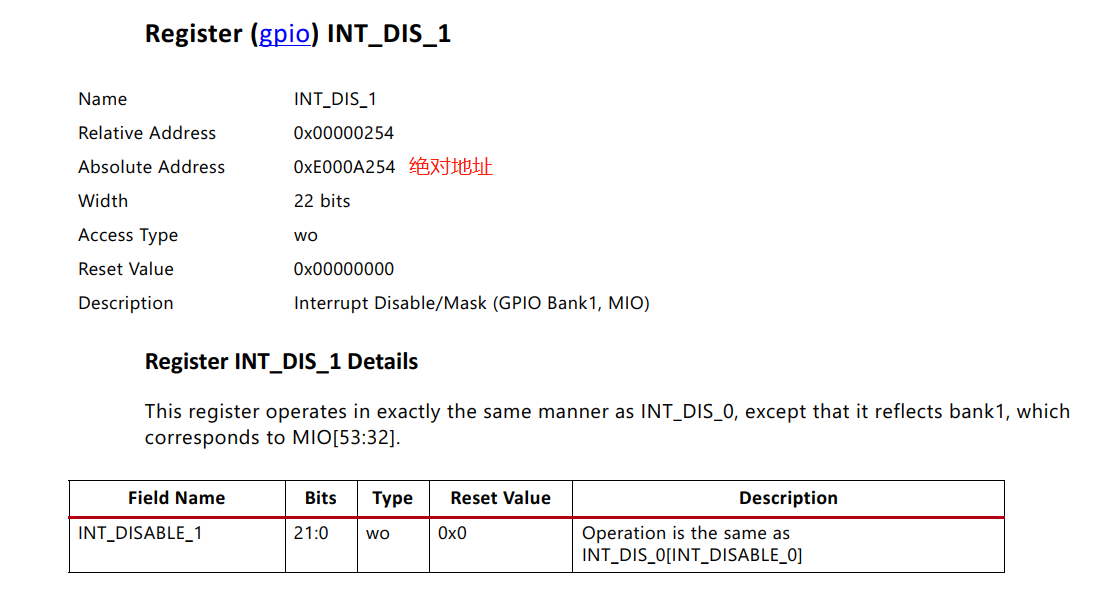 Register (gpio) INT_DIS_1
Name INT_DIS_1
Relative Address 0x00000254
Absolute Address 0xE000A254 绝对地址
Width 22 bits
Access Type wo
Reset Value 0x00000000
Description Interrupt Disable/Mask (GPIO Bank1, MIO)
Register INT_DIS_1 Details
This register operates in exactly the same manner as INT_DIS_0, except that it reflects bank1, which
corresponds to MIO[53:32].
Field Name Bits Type Reset Value Description
INT_DISABLE_1 21:0 wo 0x0 Operation is the same as
INT_DIS_0[INT_DISABLE_0]